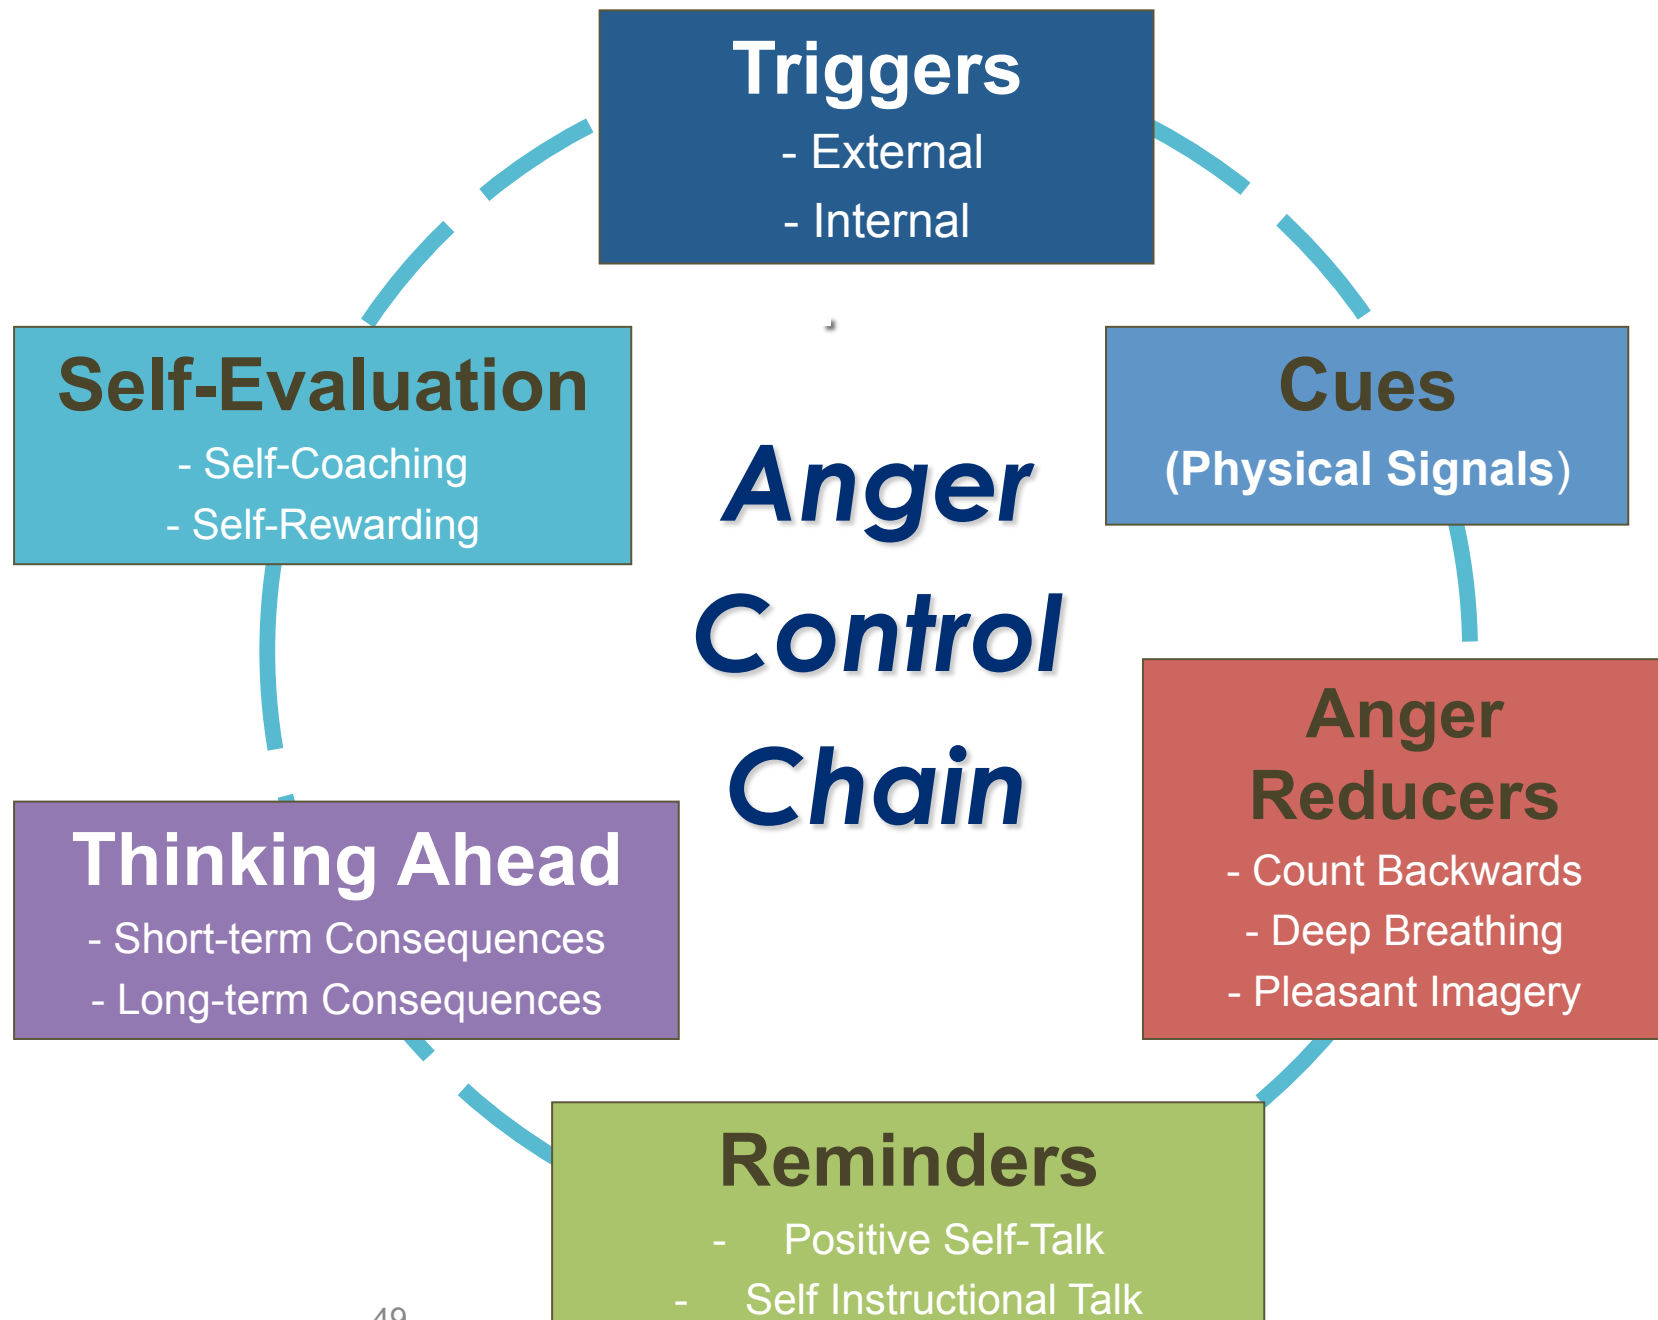 Triggers
- External
- Internal
Cues
(Physical Signals)
Anger
Reducers
- Count Backwards
- Deep Breathing
- Pleasant Imagery
Reminders
- Positive Self-Talk
- Self Instructional Talk
Thinking Ahead
- Short-term Consequences
- Long-term Consequences
Self-Evaluation
- Self-Coaching
- Self-Rewarding
Anger
Control
Chain
49